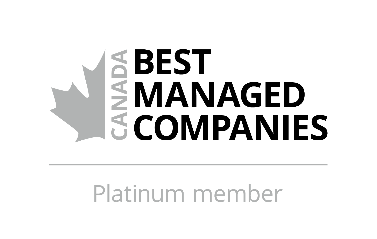 CANADA
BEST
MANAGED
COMPANIES
Platinum member